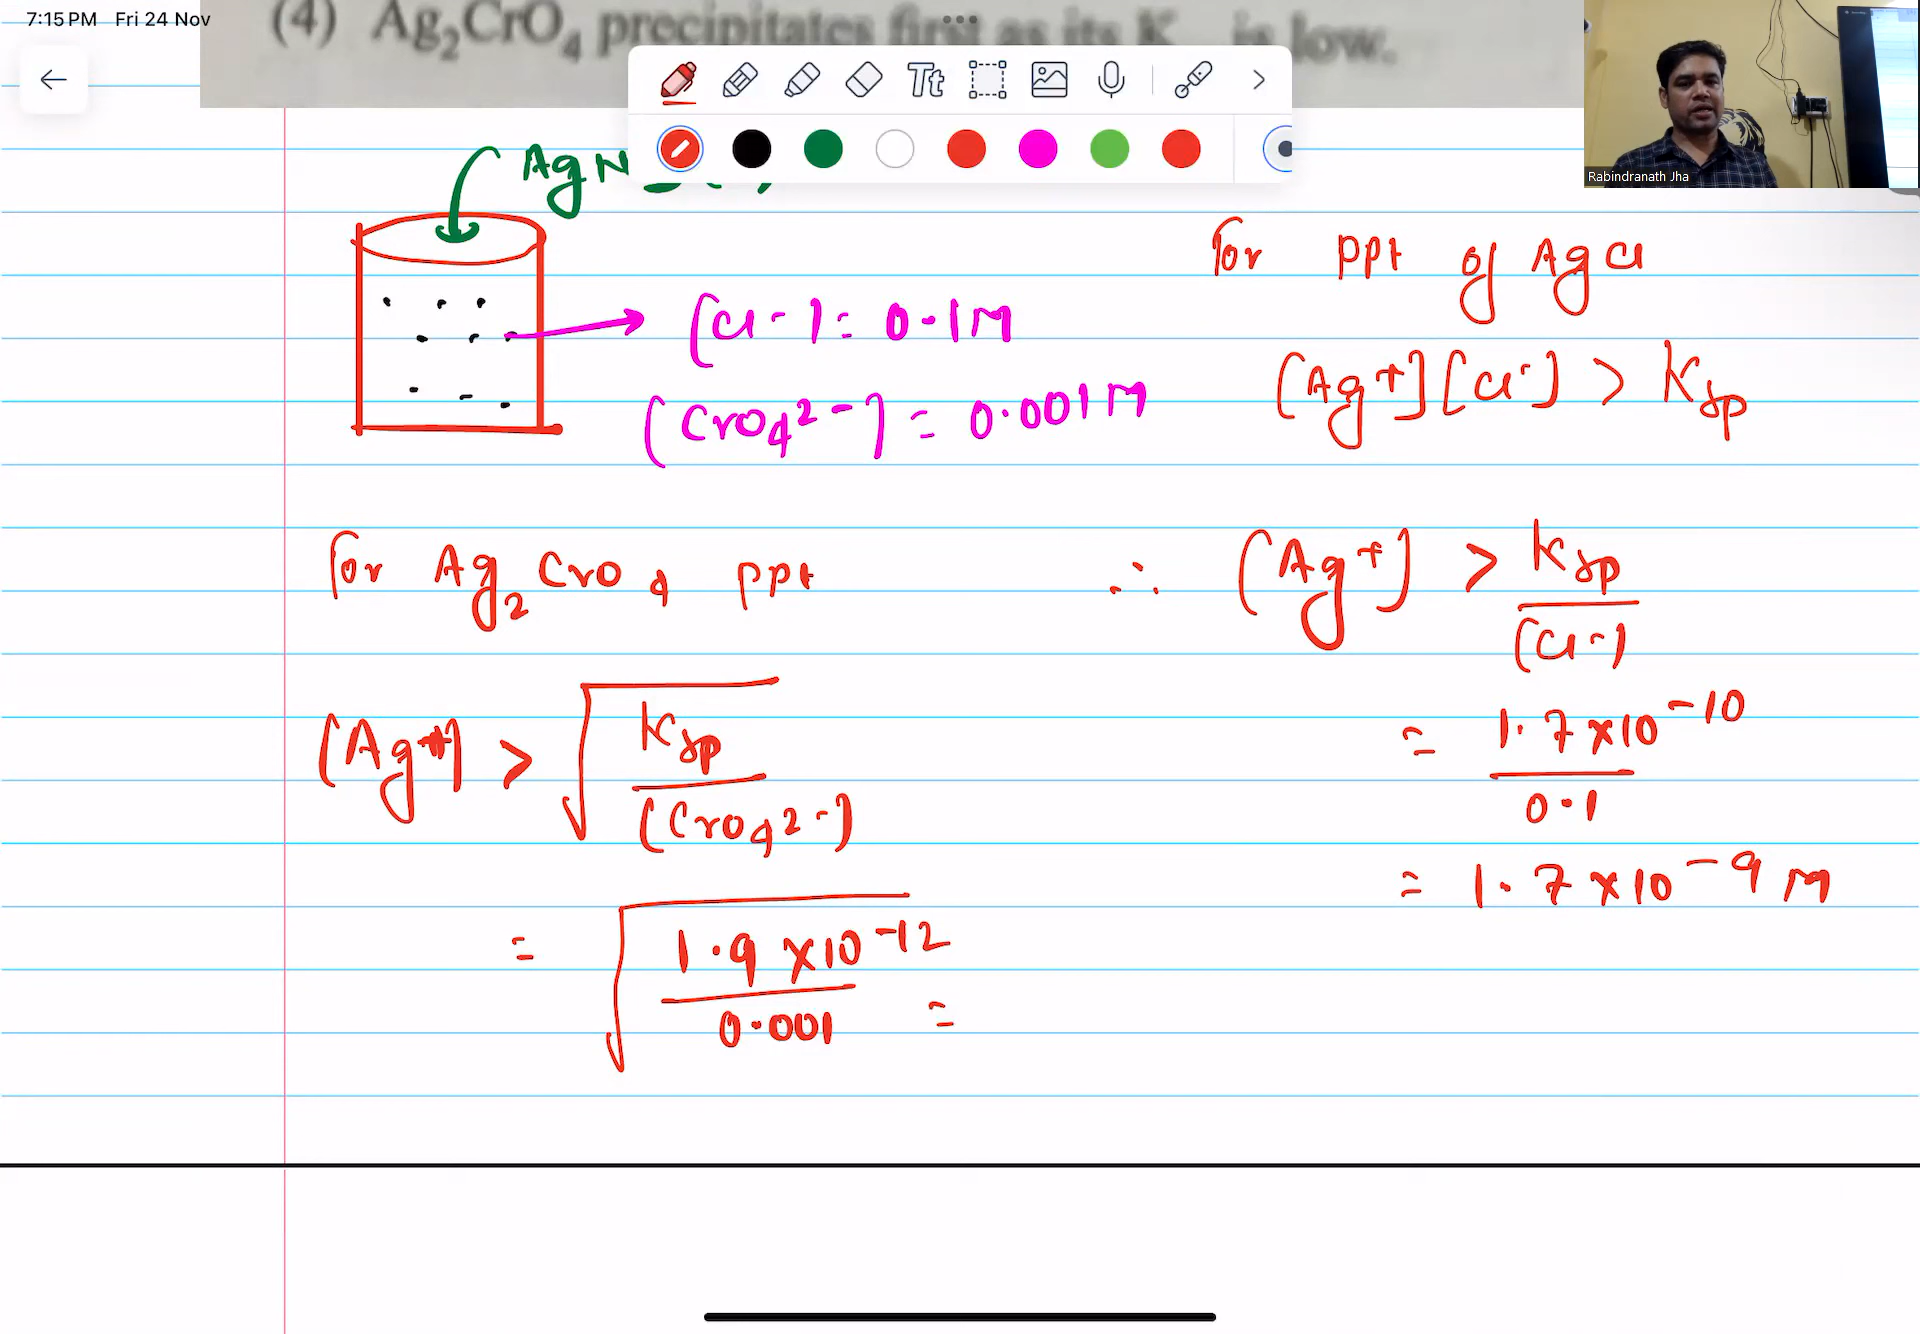 7:15 PM Fri 24 Nov
(4) Ag₂CrO₄ precipitates first as its K is low.
Tt
Rabindranath Jha
AgN
[Cl-] = 0.1M
[CrO₄²⁻] = 0.001M
For ppt of AgCl
[Ag⁺][Cl⁻] > Ksp
For Ag₂CrO₄ ppt
∴ [Ag⁺] > Ksp / [Cl-]
= 1.7×10⁻¹⁰ / 0.1
= 1.7×10⁻⁹ M
[Ag⁺] > √(Ksp / [CrO₄²⁻])
= √(1.9×10⁻¹² / 0.001) =